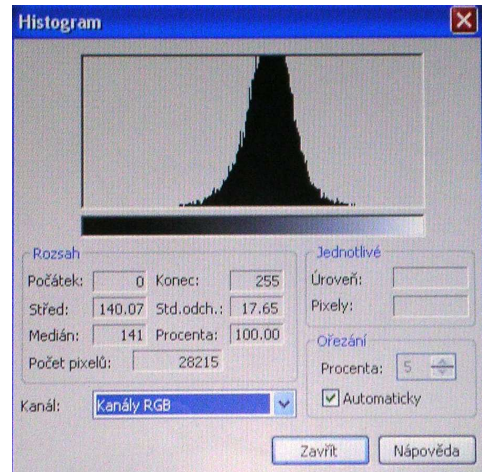 Histogram
Rozsah
Počátek: 0 Konec: 255
Střed: 140.07 Std.odch.: 17.65
Medián: 141 Procenta: 100.00
Počet pixelů: 28215
Kanál: Kanály RGB
Jednotlivé
Úroveň:
Pixely:
Ořezání
Procenta: 5
Automaticky
Zavřít Nápověda